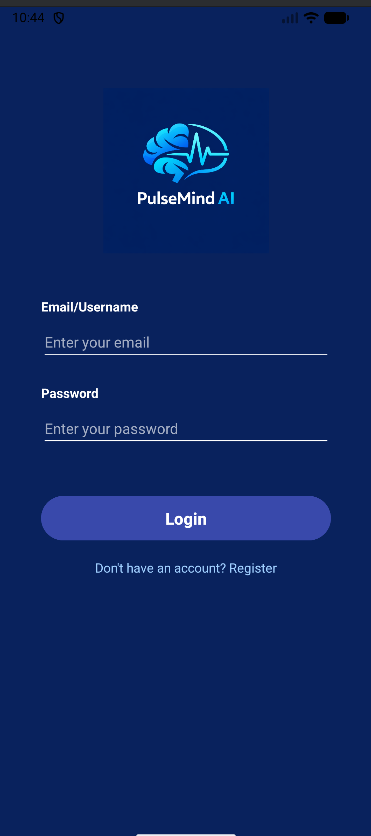 10:44
PulseMind AI
Email/Username
Enter your email
Password
Enter your password
Login
Don't have an account? Register